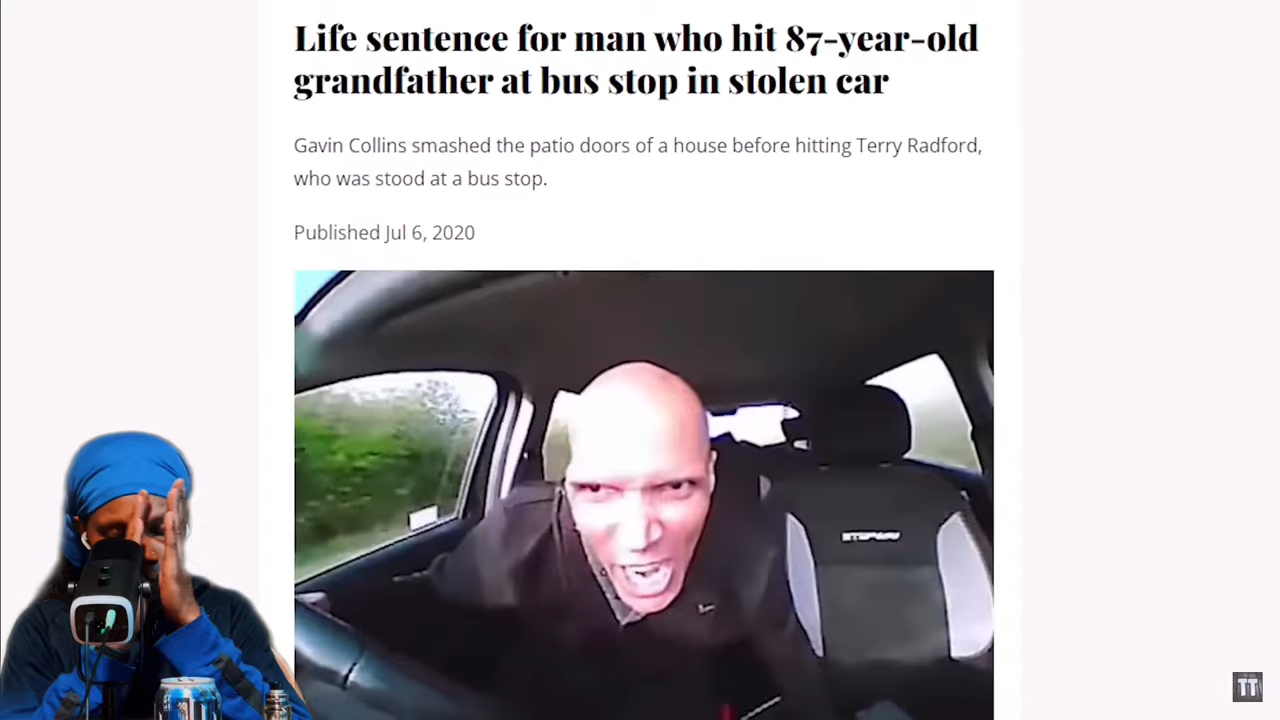 Life sentence for man who hit 87-year-old
grandfather at bus stop in stolen car
Gavin Collins smashed the patio doors of a house before hitting Terry Radford,
who was stood at a bus stop.
Published Jul 6, 2020
STEPWAY
TT